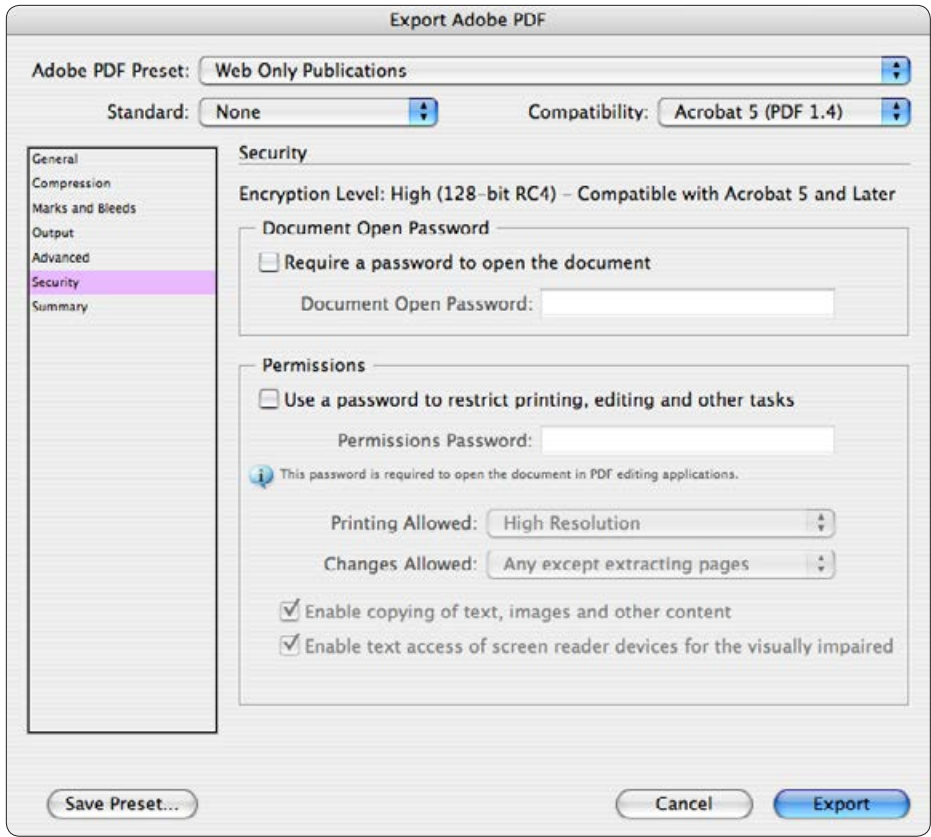 Export Adobe PDF
Adobe PDF Preset: Web Only Publications
Standard: None Compatibility: Acrobat 5 (PDF 1.4)
General
Compression
Marks and Bleeds
Output
Advanced
Security
Summary
Security
Encryption Level: High (128-bit RC4) – Compatible with Acrobat 5 and Later
Document Open Password
Require a password to open the document
Document Open Password:
Permissions
Use a password to restrict printing, editing and other tasks
Permissions Password:
This password is required to open the document in PDF editing applications.
Printing Allowed: High Resolution
Changes Allowed: Any except extracting pages
Enable copying of text, images and other content
Enable text access of screen reader devices for the visually impaired
Save Preset... Cancel Export